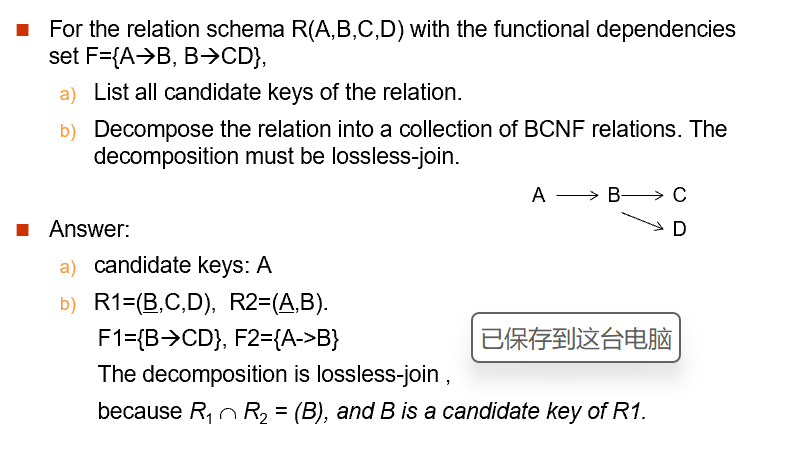 For the relation schema R(A,B,C,D) with the functional dependencies
set F={A→B, B→CD},
a) List all candidate keys of the relation.
b) Decompose the relation into a collection of BCNF relations. The
decomposition must be lossless-join.
A → B → C
D
Answer:
a) candidate keys: A
b) R1=(B,C,D), R2=(A,B).
F1={B→CD}, F2={A->B}
已保存到这台电脑
The decomposition is lossless-join ,
because R₁ ∩ R₂ = (B), and B is a candidate key of R1.